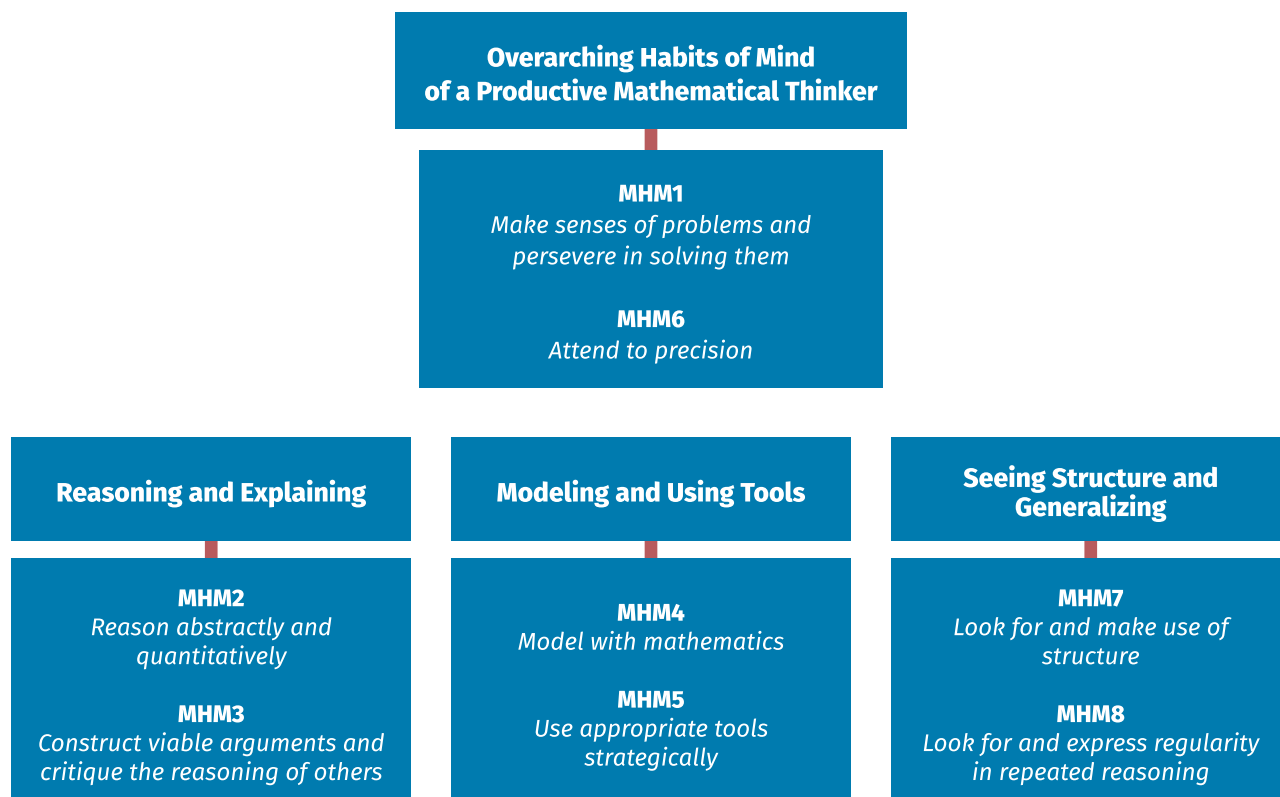 Overarching Habits of Mind
of a Productive Mathematical Thinker
MHM1
Make senses of problems and
persevere in solving them
MHM6
Attend to precision
Reasoning and Explaining
MHM2
Reason abstractly and
quantitatively
MHM3
Construct viable arguments and
critique the reasoning of others
Modeling and Using Tools
MHM4
Model with mathematics
MHM5
Use appropriate tools
strategically
Seeing Structure and
Generalizing
MHM7
Look for and make use of
structure
MHM8
Look for and express regularity
in repeated reasoning